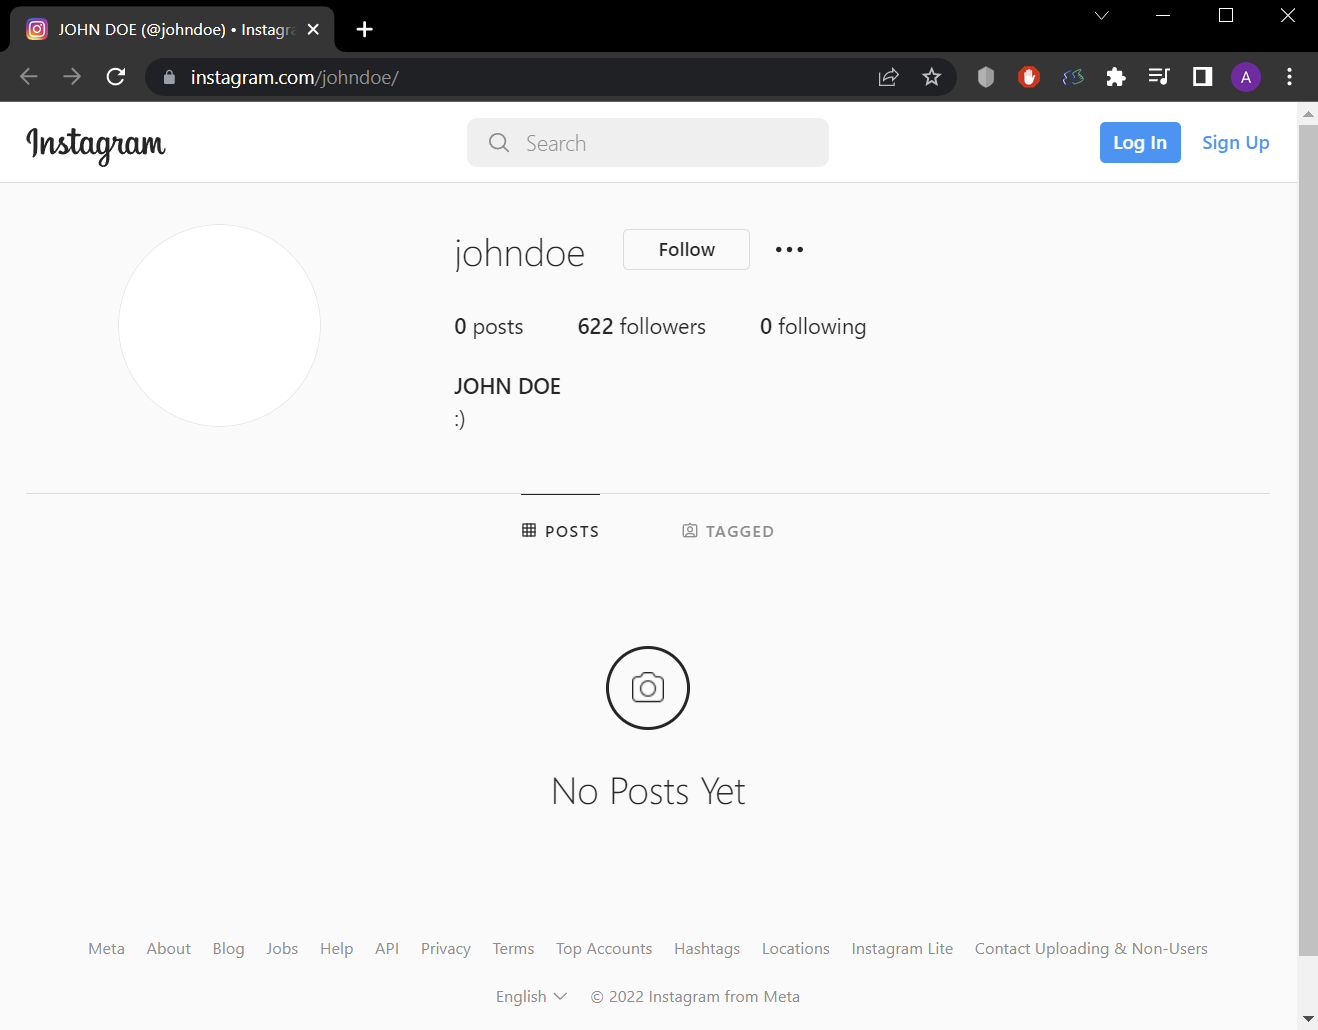 JOHN DOE (@johndoe) • Instagra
instagram.com/johndoe/
A
Instagram
Search
Log In
Sign Up
johndoe
Follow
0 posts
622 followers
0 following
JOHN DOE
:)
POSTS
TAGGED
No Posts Yet
Meta About Blog Jobs Help API Privacy Terms Top Accounts Hashtags Locations Instagram Lite Contact Uploading & Non-Users
English © 2022 Instagram from Meta